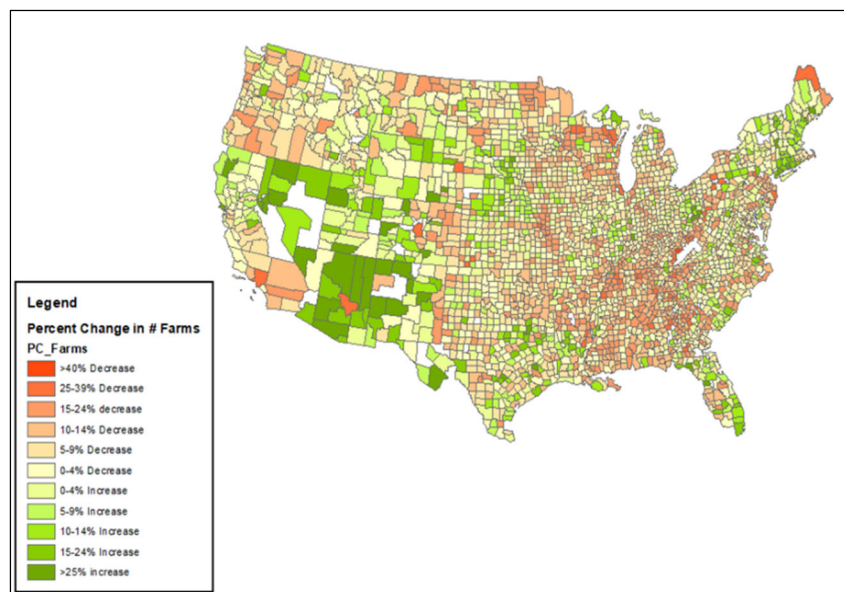 Legend
Percent Change in # Farms
PC_Farms
>40% Decrease
25-39% Decrease
15-24% decrease
10-14% Decrease
5-9% Decrease
0-4% Decrease
0-4% Increase
5-9% Increase
10-14% Increase
15-24% Increase
>25% increase